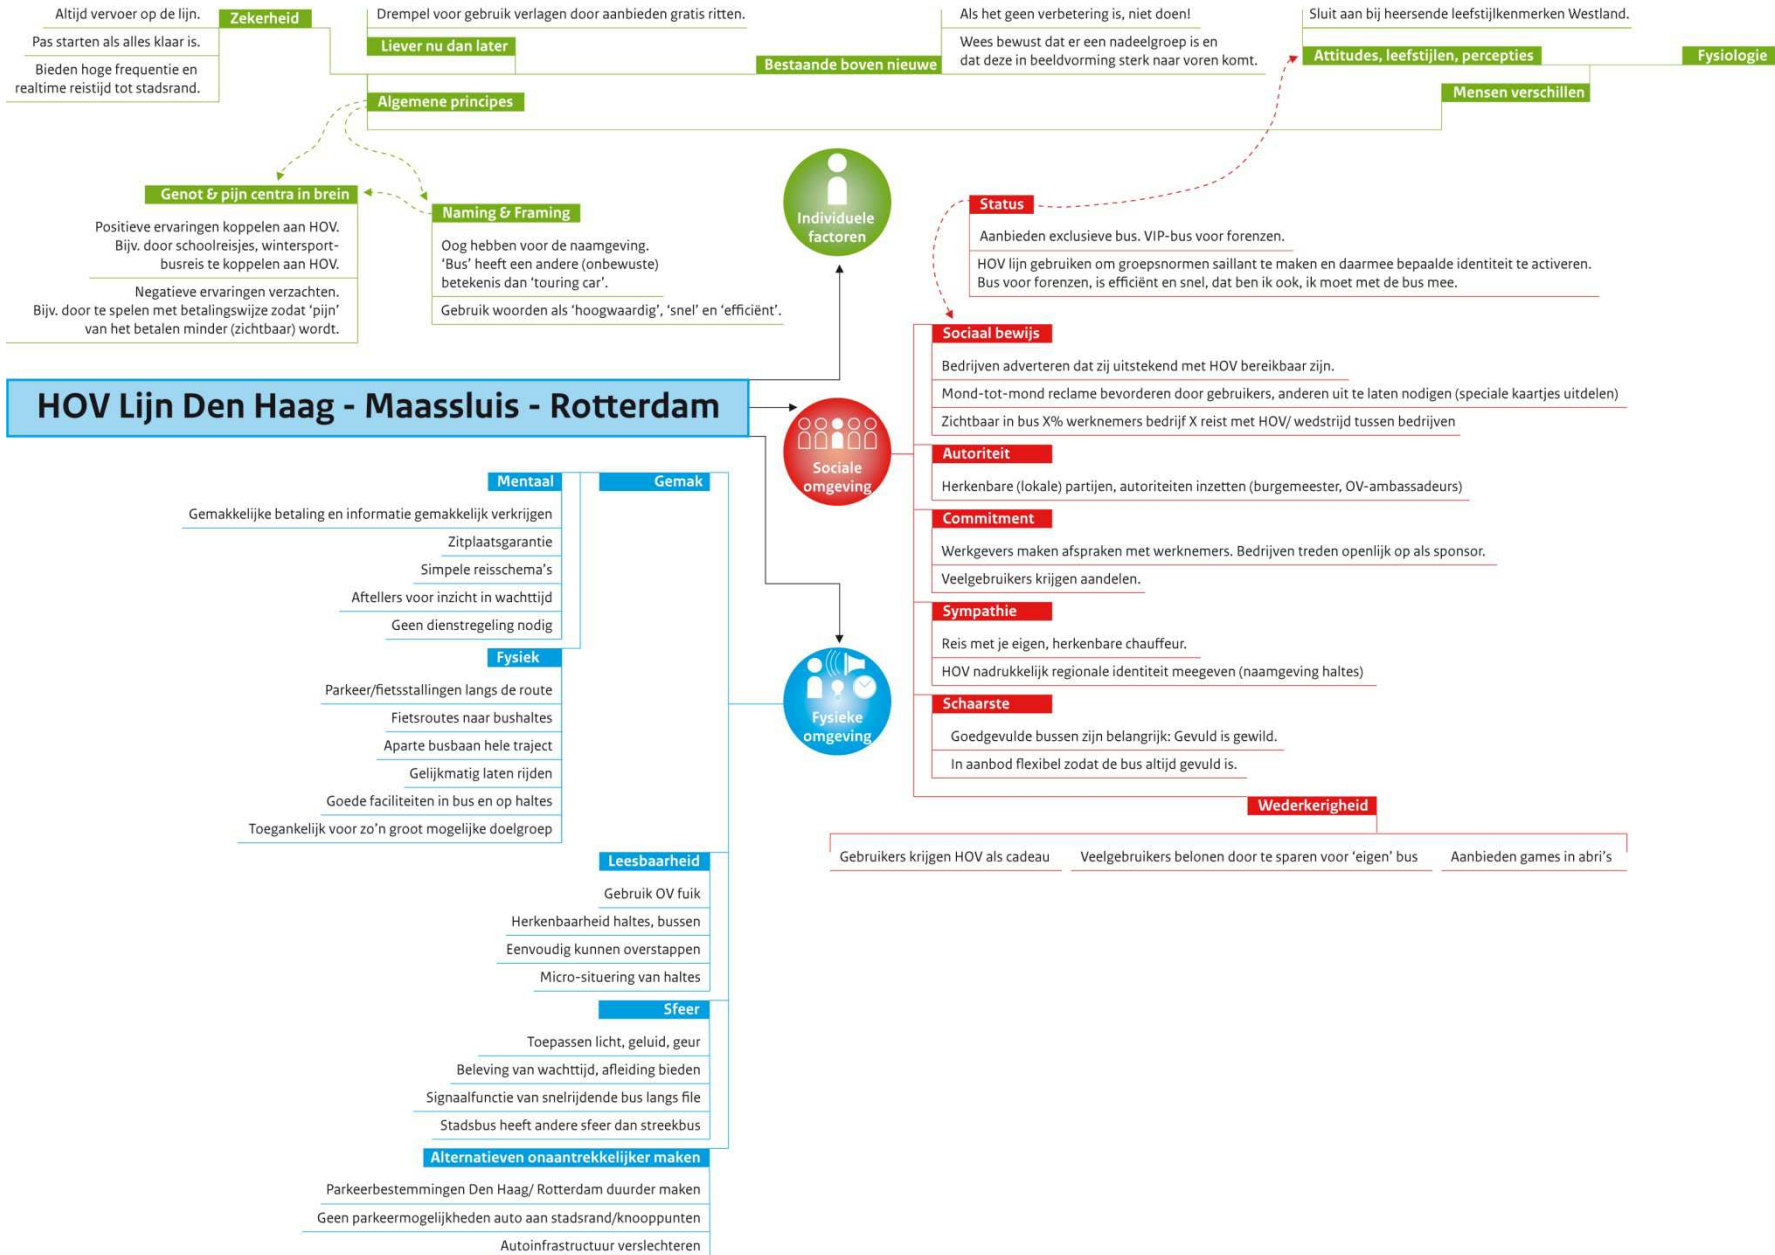 Altijd vervoer op de lijn.
Zekerheid
Pas starten als alles klaar is.
Bieden hoge frequentie en
realtime reistijd tot stadsrand.
Drempel voor gebruik verlagen door aanbieden gratis ritten.
Liever nu dan later
Bestaande boven nieuwe
Als het geen verbetering is, niet doen!
Wees bewust dat er een nadeelgroep is en
dat deze in beeldvorming sterk naar voren komt.
Sluit aan bij heersende leefstijlkenmerken Westland.
Attitudes, leefstijlen, percepties
Fysiologie
Mensen verschillen
Algemene principes
Genot & pijn centra in brein
Positieve ervaringen koppelen aan HOV.
Bijv. door schoolreisjes, wintersport-
busreis te koppelen aan HOV.
Negatieve ervaringen verzachten.
Bijv. door te spelen met betalingswijze zodat ‘pijn’
van het betalen minder (zichtbaar) wordt.
Naming & Framing
Oog hebben voor de naamgeving.
‘Bus’ heeft een andere (onbewuste)
betekenis dan ‘touring car’.
Gebruik woorden als ‘hoogwaardig’, ‘snel’ en ‘efficiënt’.
Individuele
factoren
Status
Aanbieden exclusieve bus. VIP-bus voor forenzen.
HOV lijn gebruiken om groepsnormen saillant te maken en daarmee bepaalde identiteit te activeren.
Bus voor forenzen, is efficiënt en snel, dat ben ik ook, ik moet met de bus mee.
HOV Lijn Den Haag - Maassluis - Rotterdam
Sociale
omgeving
Sociaal bewijs
Bedrijven adverteren dat zij uitstekend met HOV bereikbaar zijn.
Mond-tot-mond reclame bevorderen door gebruikers, anderen uit te laten nodigen (speciale kaartjes uitdelen)
Zichtbaar in bus X% werknemers bedrijf X reist met HOV/ wedstrijd tussen bedrijven
Autoriteit
Herkenbare (lokale) partijen, autoriteiten inzetten (burgemeester, OV-ambassadeurs)
Commitment
Werkgevers maken afspraken met werknemers. Bedrijven treden openlijk op als sponsor.
Veelgebruikers krijgen aandelen.
Sympathie
Reis met je eigen, herkenbare chauffeur.
HOV nadrukkelijk regionale identiteit meegeven (naamgeving haltes)
Schaarste
Goedgevulde bussen zijn belangrijk: Gevuld is gewild.
In aanbod flexibel zodat de bus altijd gevuld is.
Wederkerigheid
Gebruikers krijgen HOV als cadeau
Veelgebruikers belonen door te sparen voor ‘eigen’ bus
Aanbieden games in abri’s
Fysieke
omgeving
Gemak
Mentaal
Gemakkelijke betaling en informatie gemakkelijk verkrijgen
Zitplaatsgarantie
Simpele reisschema’s
Aftellers voor inzicht in wachttijd
Geen dienstregeling nodig
Fysiek
Parkeer/fietsstallingen langs de route
Fietsroutes naar bushaltes
Aparte busbaan hele traject
Gelijkmatig laten rijden
Goede faciliteiten in bus en op haltes
Toegankelijk voor zo’n groot mogelijke doelgroep
Leesbaarheid
Gebruik OV fuik
Herkenbaarheid haltes, bussen
Eenvoudig kunnen overstappen
Micro-situering van haltes
Sfeer
Toepassen licht, geluid, geur
Beleving van wachttijd, afleiding bieden
Signaalfunctie van snelrijdende bus langs file
Stadsbus heeft andere sfeer dan streekbus
Alternatieven onaantrekkelijker maken
Parkeerbestemmingen Den Haag/ Rotterdam duurder maken
Geen parkeermogelijkheden auto aan stadsrand/knooppunten
Autoinfrastructuur verslechteren